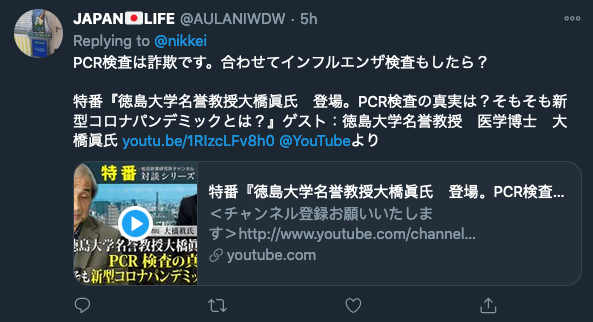 JAPAN🇯🇵LIFE @AULANIWDW · 5h
Replying to @nikkei
PCR検査は詐欺です。合わせてインフルエンザ検査もしたら？
特番『徳島大学名誉教授大橋眞氏　登場。PCR検査の真実は？そもそも新
型コロナパンデミックとは？』ゲスト：徳島大学名誉教授　医学博士　大
橋眞氏 youtu.be/1RIzcLFv8h0 @YouTubeより
特番
対談シリーズ
大橋眞氏
徳島大学名誉教授大橋眞
PCR検査の真
も新型コロナパンデミッ
特番『徳島大学名誉教授大橋眞氏　登場。PCR検査...
＜チャンネル登録お願いいたしま
す＞http://www.youtube.com/channel...
youtube.com